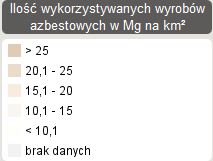 Ilość wykorzystywanych wyrobów
azbestowych w Mg na km²
> 25
20,1 - 25
15,1 - 20
10,1 - 15
< 10,1
brak danych